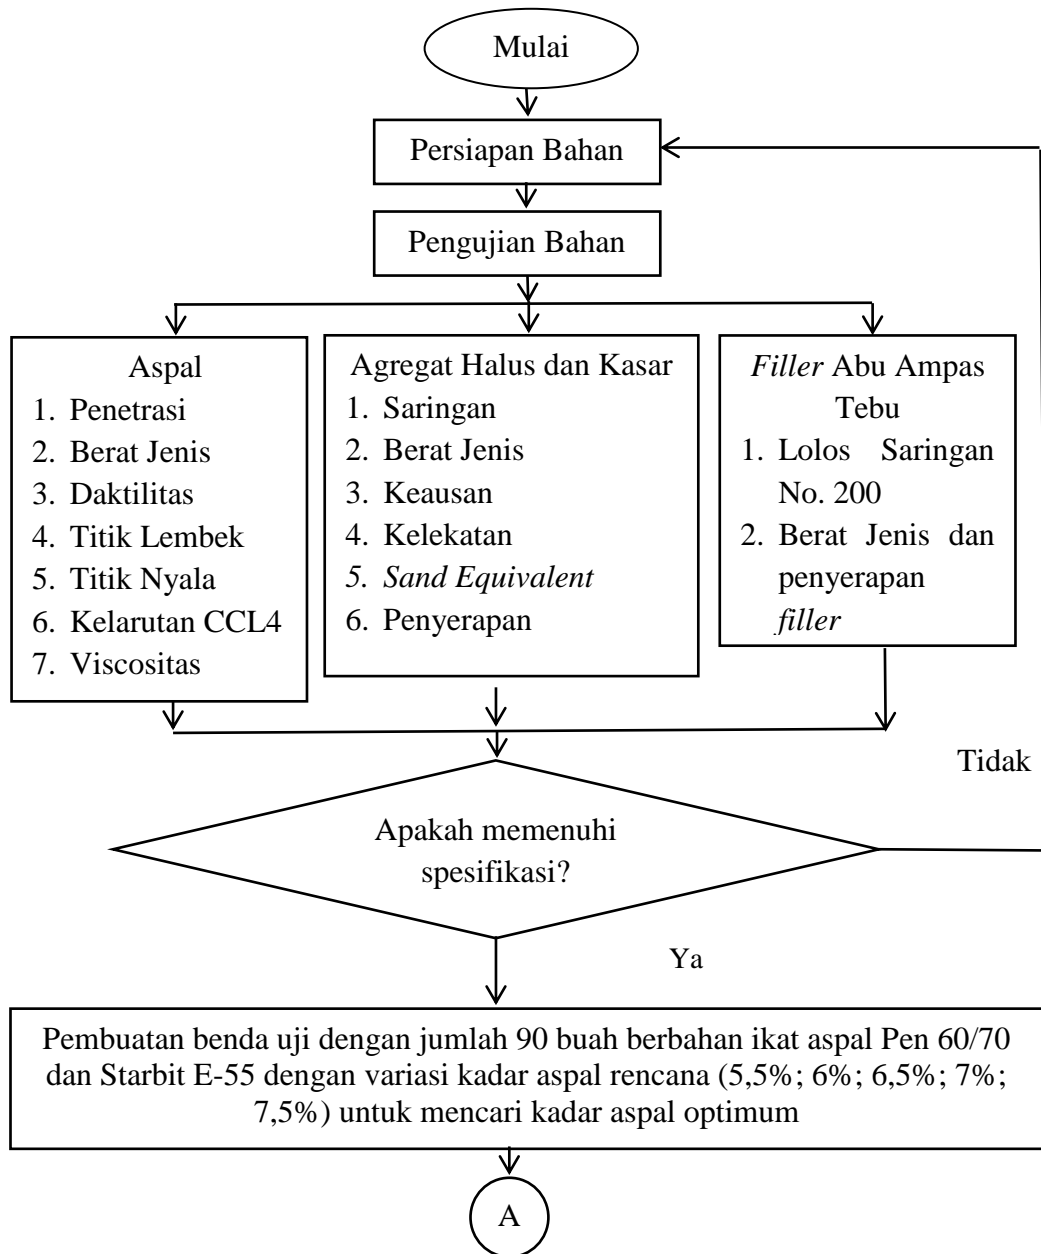 Mulai
Persiapan Bahan
Pengujian Bahan
Aspal
1. Penetrasi
2. Berat Jenis
3. Daktilitas
4. Titik Lembek
5. Titik Nyala
6. Kelarutan CCL4
7. Viscositas
Agregat Halus dan Kasar
1. Saringan
2. Berat Jenis
3. Keausan
4. Kelekatan
5. Sand Equivalent
6. Penyerapan
Filler Abu Ampas
Tebu
1. Lolos Saringan
No. 200
2. Berat Jenis dan
penyerapan
filler
Tidak
Apakah memenuhi
spesifikasi?
Ya
Pembuatan benda uji dengan jumlah 90 buah berbahan ikat aspal Pen 60/70
dan Starbit E-55 dengan variasi kadar aspal rencana (5,5%; 6%; 6,5%; 7%;
7,5%) untuk mencari kadar aspal optimum
A